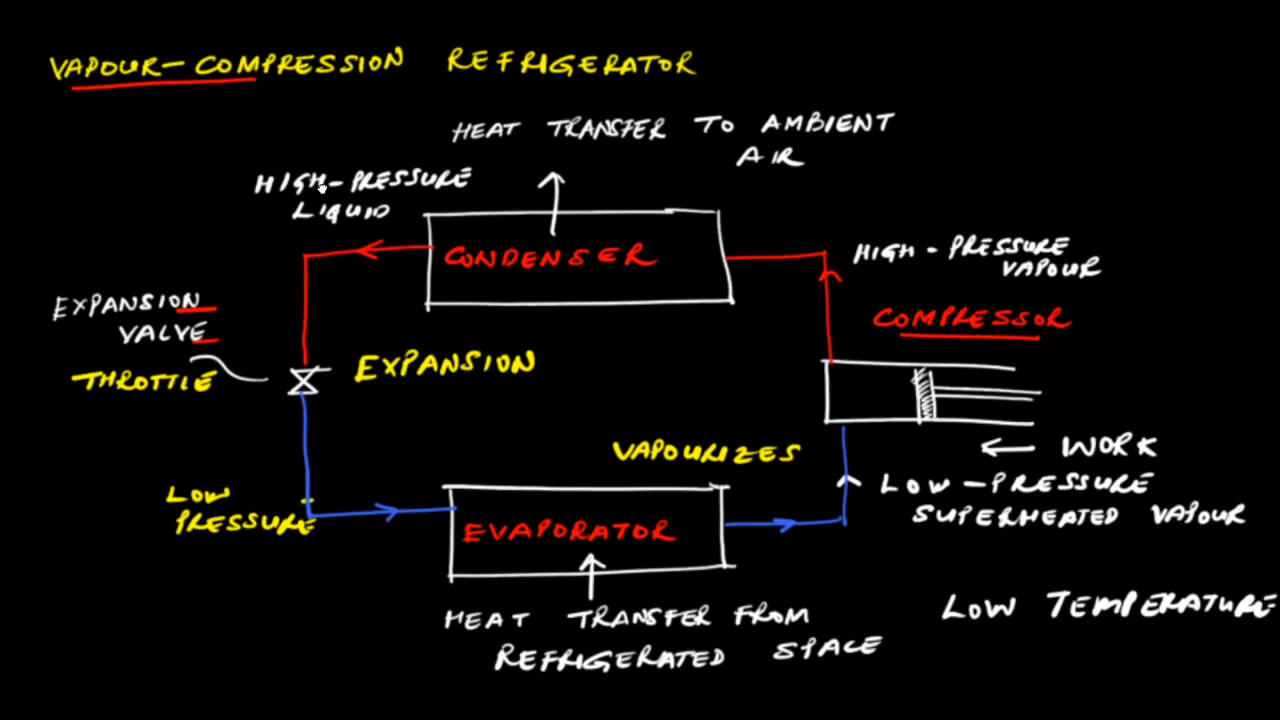 VAPOUR-COMPRESSION REFRIGERATOR
HEAT TRANSFER TO AMBIENT
AIR
HIGH-PRESSURE
LIQUID
CONDENSER
HIGH-PRESSURE
VAPOUR
EXPANSION
VALVE
COMPRESSOR
THROTTLE
EXPANSION
VAPOURIZES
← WORK
LOW-PRESSURE
SUPERHEATED VAPOUR
LOW
PRESSURE
EVAPORATOR
HEAT TRANSFER FROM
REFRIGERATED SPACE
LOW TEMPERATURE